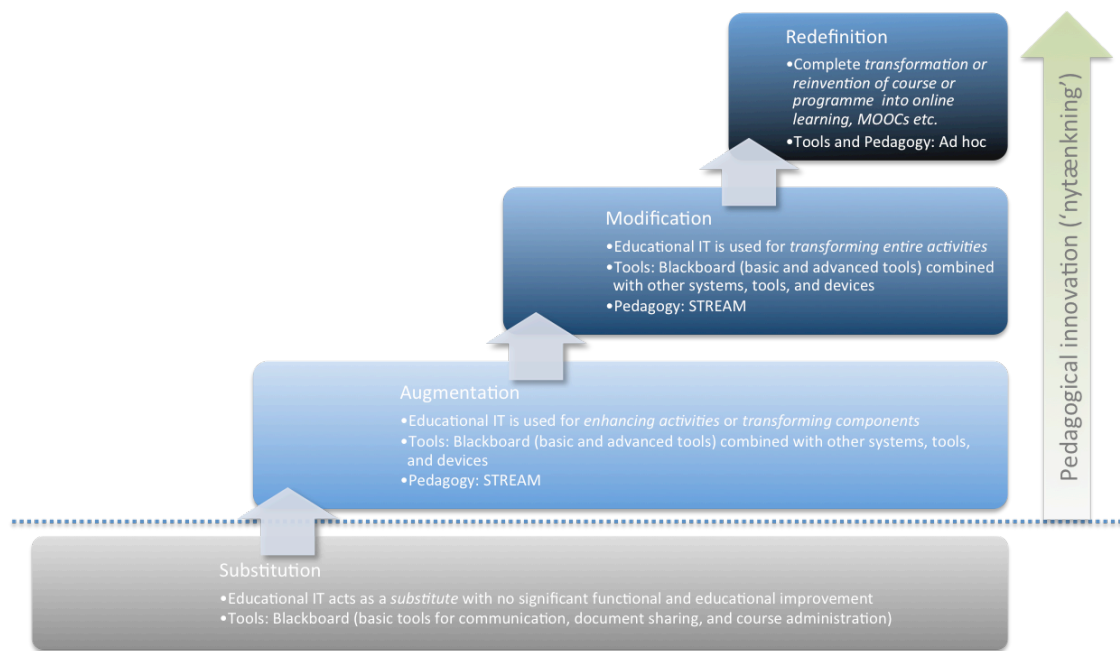 Redefinition
•Complete transformation or
reinvention of course or
programme into online
learning, MOOCs etc.
•Tools and Pedagogy: Ad hoc
Modification
•Educational IT is used for transforming entire activities
•Tools: Blackboard (basic and advanced tools) combined
with other systems, tools, and devices
•Pedagogy: STREAM
Augmentation
•Educational IT is used for enhancing activities or transforming components
•Tools: Blackboard (basic and advanced tools) combined with other systems, tools,
and devices
•Pedagogy: STREAM
Substitution
•Educational IT acts as a substitute with no significant functional and educational improvement
•Tools: Blackboard (basic tools for communication, document sharing, and course administration)
Pedagogical innovation (‘nytænkning’)